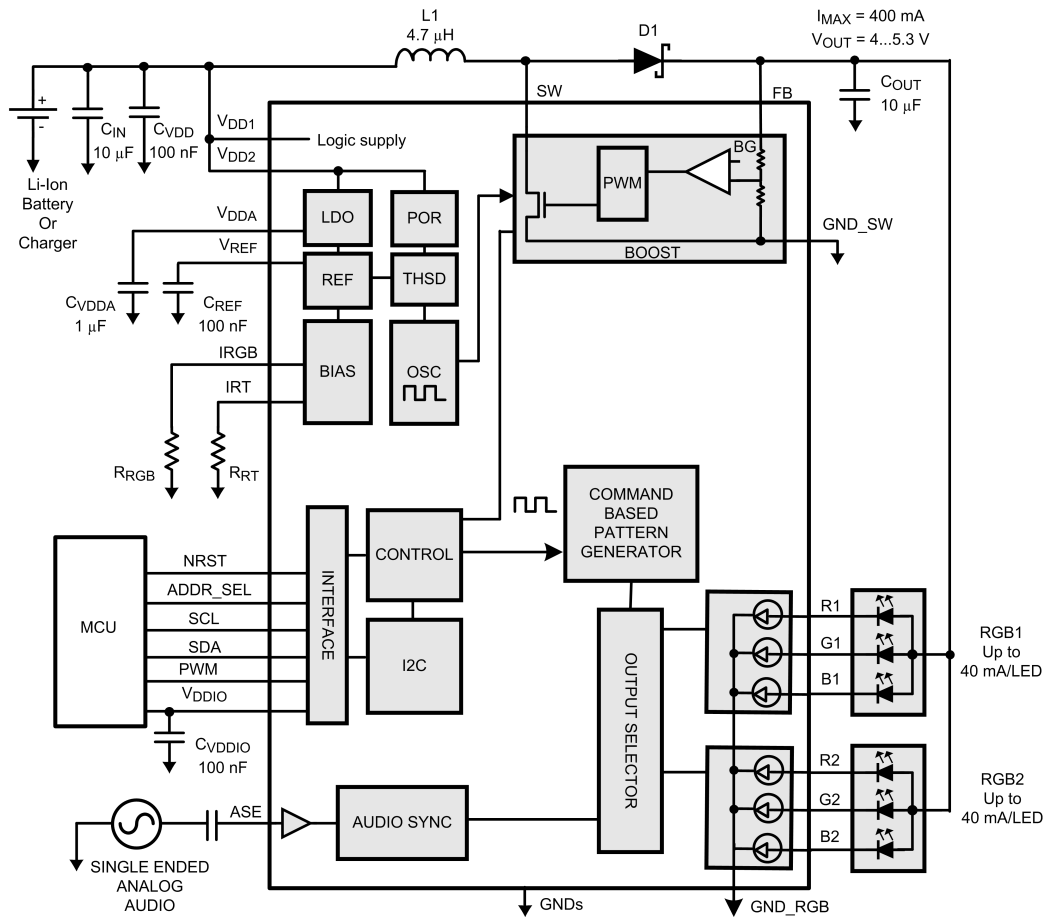 L1
4.7 μH
D1
IMAX = 400 mA
VOUT = 4...5.3 V
SW
FB
COUT
10 μF
+
-
CIN
10 μF
CVDD
100 nF
Li-Ion
Battery
Or
Charger
VDD1
Logic supply
VDD2
BG
PWM
BOOST
GND_SW
LDO
POR
VDDA
VREF
REF
THSD
CVDDA
1 μF
CREF
100 nF
IRGB
IRT
BIAS
OSC
RRGB
RRT
COMMAND
BASED
PATTERN
GENERATOR
MCU
NRST
ADDR_SEL
SCL
SDA
PWM
VDDIO
INTERFACE
CONTROL
I2C
CVDDIO
100 nF
OUTPUT SELECTOR
R1
G1
B1
RGB1
Up to
40 mA/LED
R2
G2
B2
RGB2
Up to
40 mA/LED
ASE
AUDIO SYNC
SINGLE ENDED
ANALOG
AUDIO
GNDs
GND_RGB